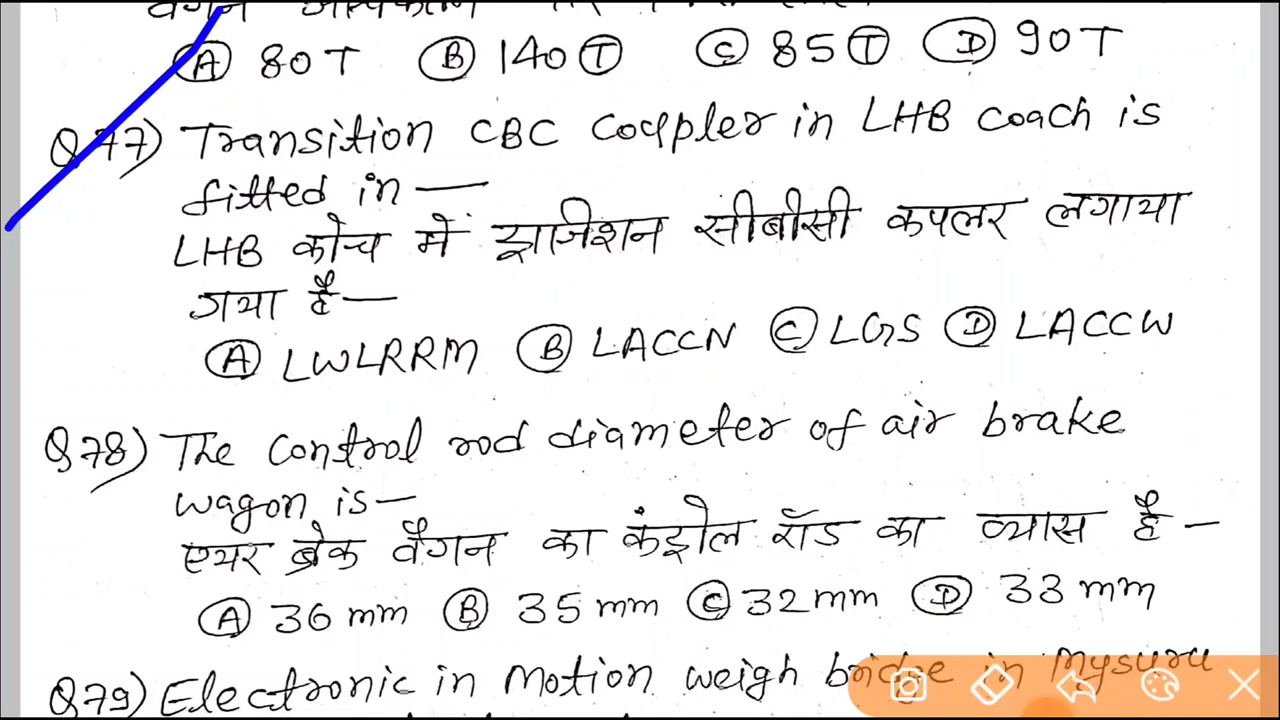 वैगन
Ⓐ 80T Ⓑ 140Ⓣ Ⓒ 85Ⓣ Ⓓ 90T
Q77) Transition CBC Coupler in LHB coach is
fitted in —
LHB कोच में ट्रांजिशन सीबीसी कपलर लगाया
गया है —
Ⓐ LWLRRM Ⓑ LACCN Ⓒ LGS Ⓓ LACCW
Q78) The control rod diameter of air brake
wagon is —
एयर ब्रेक वैगन का कंट्रोल रॉड का व्यास है —
Ⓐ 36 mm Ⓑ 35 mm Ⓒ 32 mm Ⓓ 33 mm
Q79) Electronic in motion weigh bridge in Mysuru